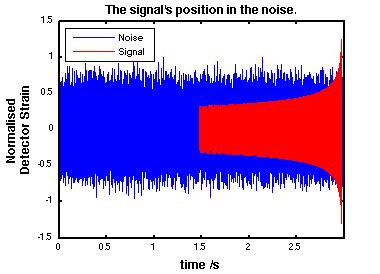 The signal's position in the noise.
Noise
Signal
Normalised
Detector Strain
1.5
1
0.5
0
-0.5
-1
-1.5
0
0.5
1
1.5
2
2.5
time /s